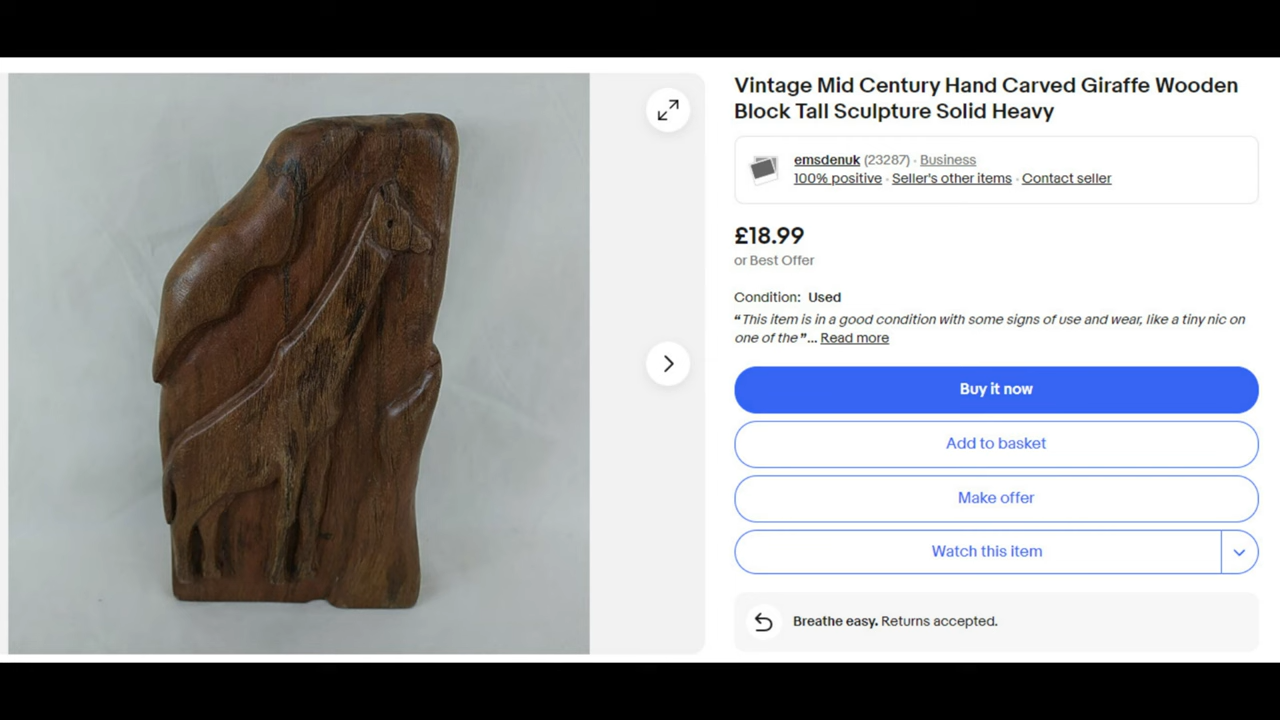 Vintage Mid Century Hand Carved Giraffe Wooden
Block Tall Sculpture Solid Heavy
emsdenuk (23287) · Business
100% positive · Seller's other items · Contact seller
£18.99
or Best Offer
Condition: Used
“This item is in a good condition with some signs of use and wear, like a tiny nic on
one of the”... Read more
Buy it now
Add to basket
Make offer
Watch this item
Breathe easy. Returns accepted.